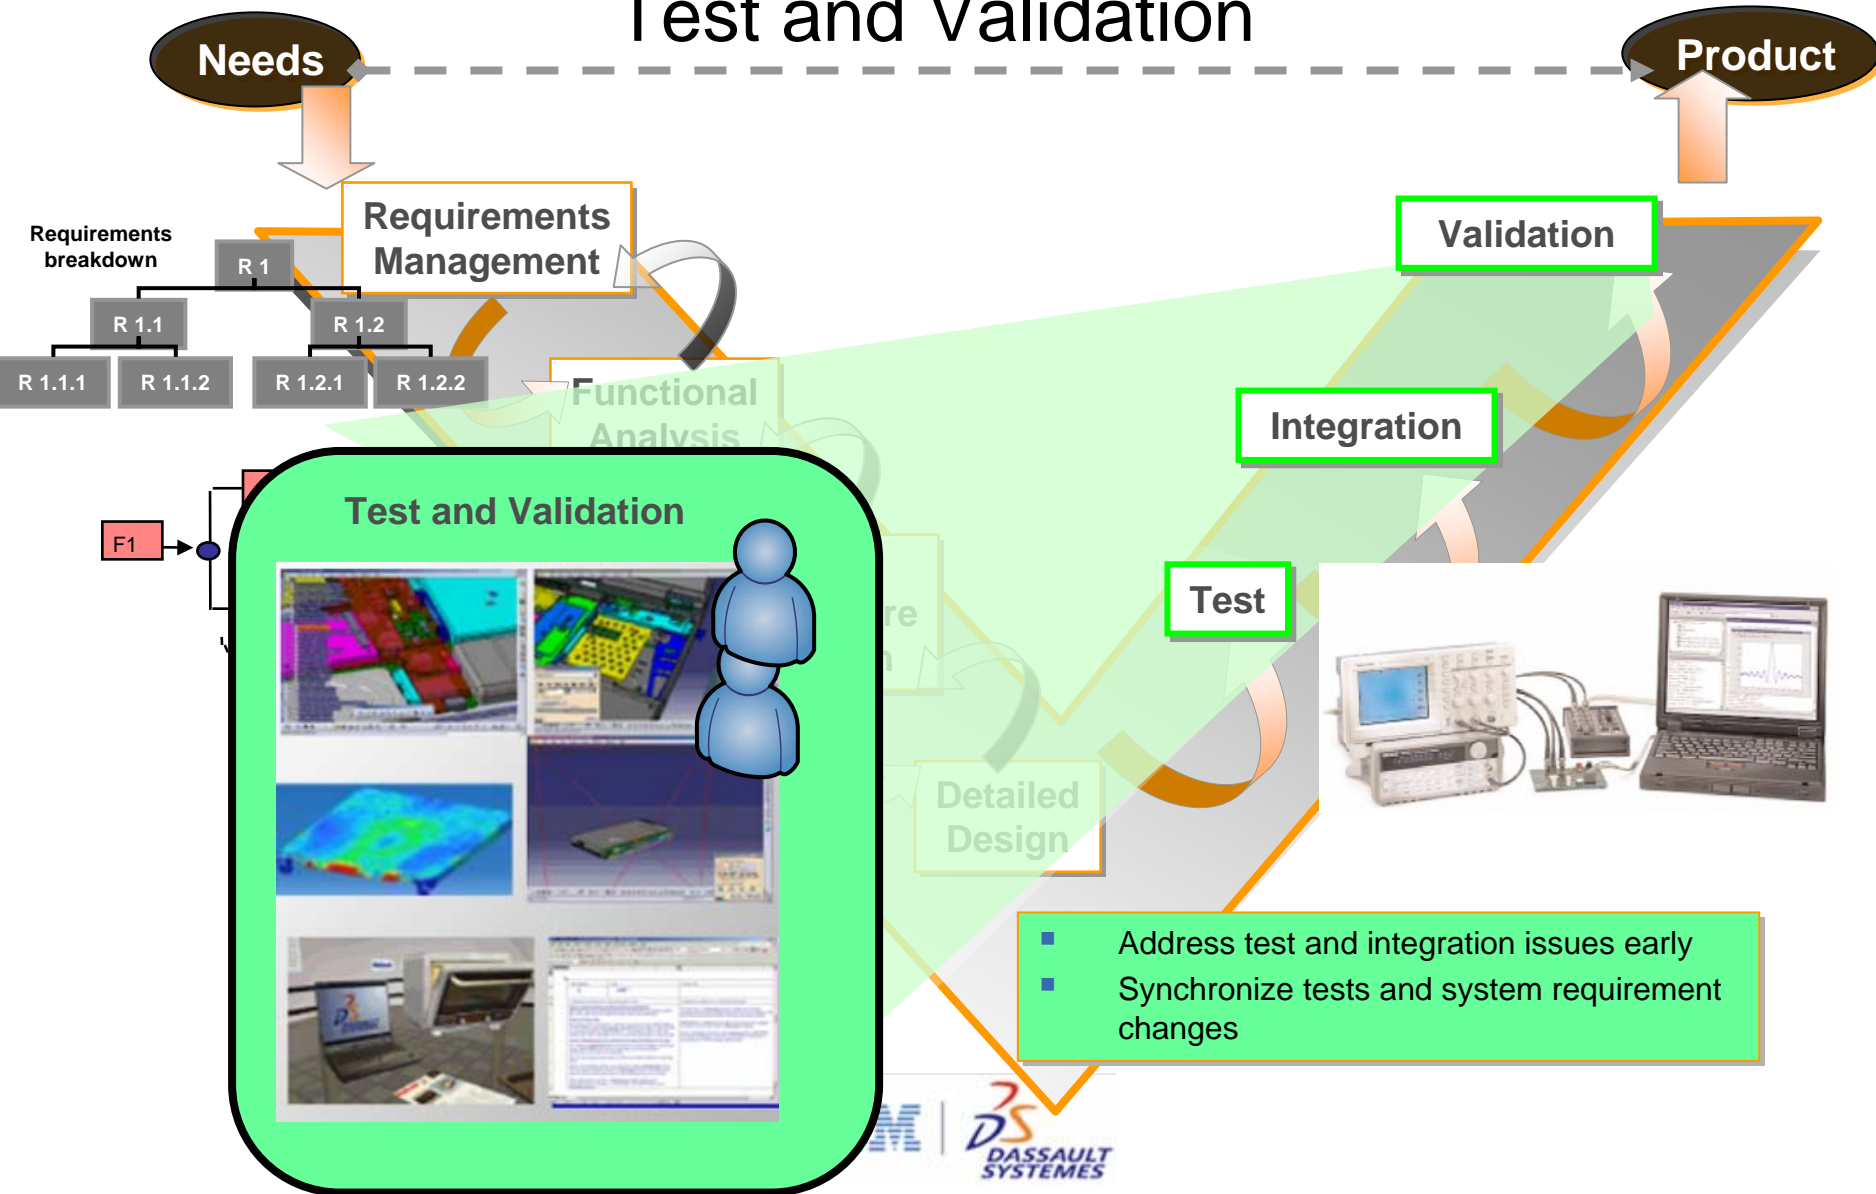 Test and Validation
Needs
Product
Requirements
Management
Validation
Requirements
breakdown
R 1
R 1.1
R 1.2
R 1.1.1
R 1.1.2
R 1.2.1
R 1.2.2
Functional
Analysis
Integration
Test and Validation
F1
Test
Detailed
Design
Address test and integration issues early
Synchronize tests and system requirement
changes
DASSAULT
SYSTEMES